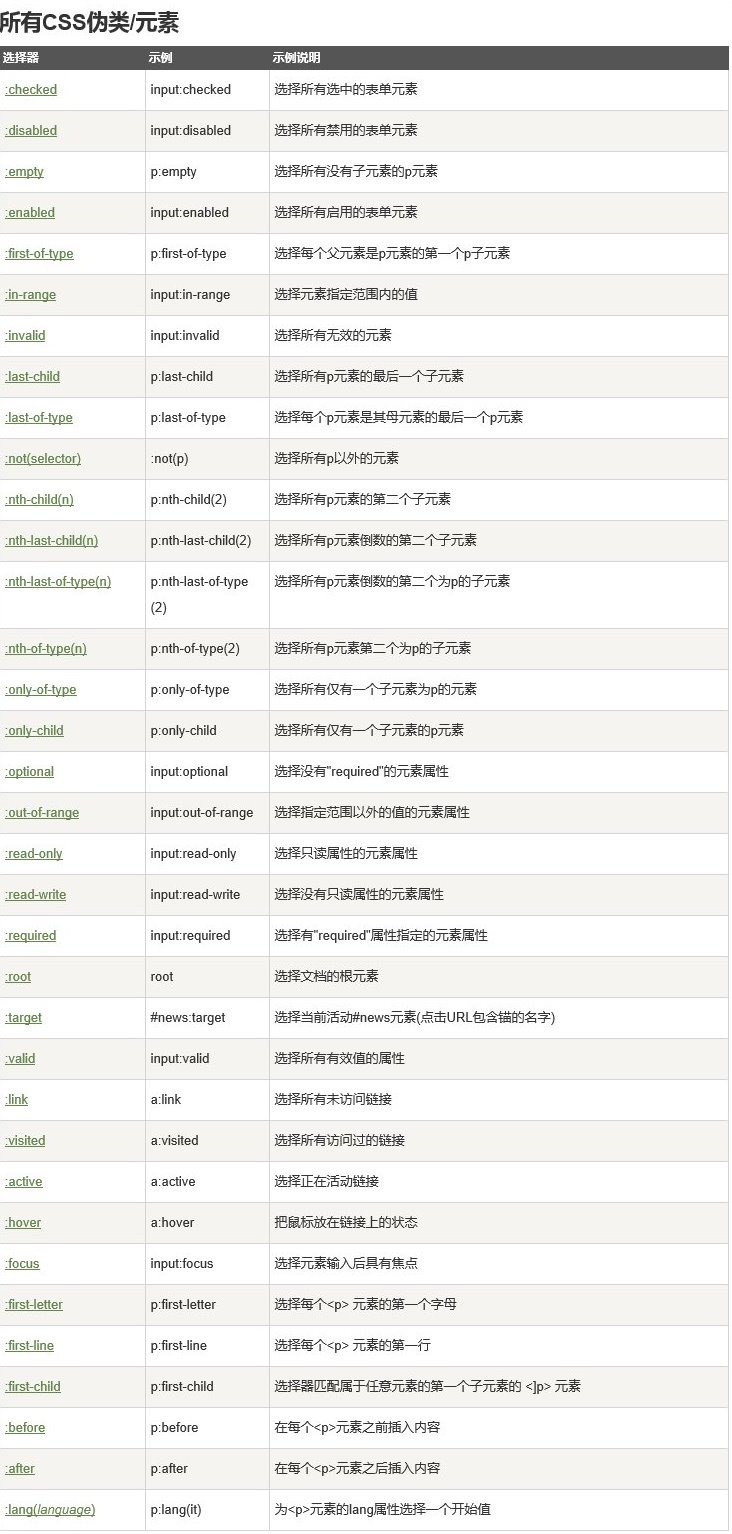 所有CSS伪类/元素
选择器 示例 示例说明
:checked input:checked 选择所有选中的表单元素
:disabled input:disabled 选择所有禁用的表单元素
:empty p:empty 选择所有没有子元素的p元素
:enabled input:enabled 选择所有启用的表单元素
:first-of-type p:first-of-type 选择每个父元素是p元素的第一个p子元素
:in-range input:in-range 选择元素指定范围内的值
:invalid input:invalid 选择所有无效的元素
:last-child p:last-child 选择所有p元素的最后一个子元素
:last-of-type p:last-of-type 选择每个p元素是其母元素的最后一个p元素
:not(selector) :not(p) 选择所有p以外的元素
:nth-child(n) p:nth-child(2) 选择所有p元素的第二个子元素
:nth-last-child(n) p:nth-last-child(2) 选择所有p元素倒数的第二个子元素
:nth-last-of-type(n) p:nth-last-of-type 选择所有p元素倒数的第二个为p的子元素
(2)
:nth-of-type(n) p:nth-of-type(2) 选择所有p元素第二个为p的子元素
:only-of-type p:only-of-type 选择所有仅有一个子元素为p的元素
:only-child p:only-child 选择所有仅有一个子元素的p元素
:optional input:optional 选择没有"required"的元素属性
:out-of-range input:out-of-range 选择指定范围以外的值的元素属性
:read-only input:read-only 选择只读属性的元素属性
:read-write input:read-write 选择没有只读属性的元素属性
:required input:required 选择有"required"属性指定的元素属性
:root root 选择文档的根元素
:target #news:target 选择当前活动#news元素(点击URL包含锚的名字)
:valid input:valid 选择所有有效值的属性
:link a:link 选择所有未访问链接
:visited a:visited 选择所有访问过的链接
:active a:active 选择正在活动链接
:hover a:hover 把鼠标放在链接上的状态
:focus input:focus 选择元素输入后具有焦点
:first-letter p:first-letter 选择每个<p> 元素的第一个字母
:first-line p:first-line 选择每个<p> 元素的第一行
:first-child p:first-child 选择器匹配属于任意元素的第一个子元素的 <]p> 元素
:before p:before 在每个<p>元素之前插入内容
:after p:after 在每个<p>元素之后插入内容
:lang(language) p:lang(it) 为<p>元素的lang属性选择一个开始值